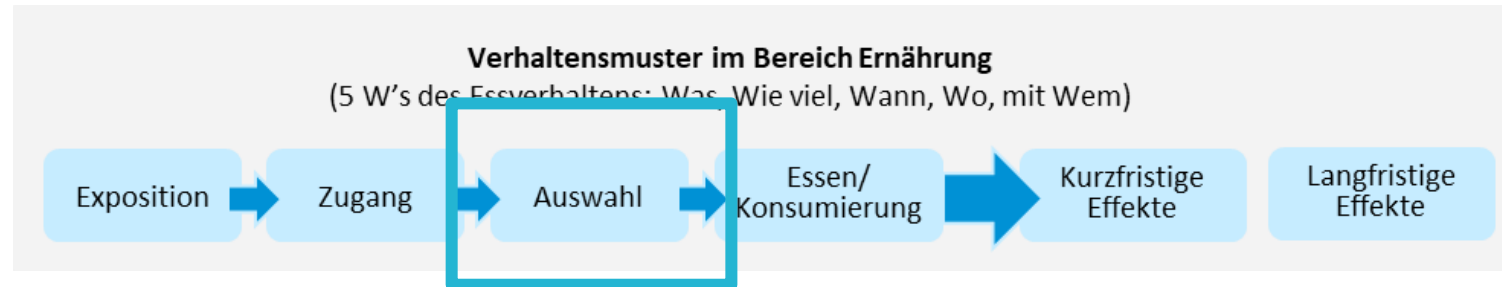 Verhaltensmuster im Bereich Ernährung
(5 W's des Essverhaltens: Was, Wie viel, Wann, Wo, mit Wem)
Exposition
Zugang
Auswahl
Essen/
Konsumierung
Kurzfristige
Effekte
Langfristige
Effekte